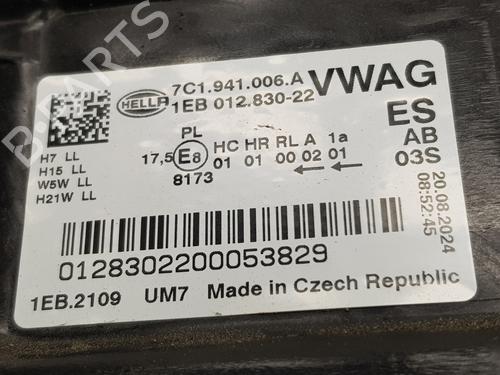 B-PARTS
HELLA
7C1.941.006.A VWAG
1EB 012.830-22
ES
AB
03S
H7 LL
H15 LL
W5W LL
H21W LL
PL
17,5 E8
8173
HC HR RL A 1a
01 01 00 02 01
20.08.2024
08:52:45
0128302200053829
1EB.2109 UM7 Made in Czech Republic